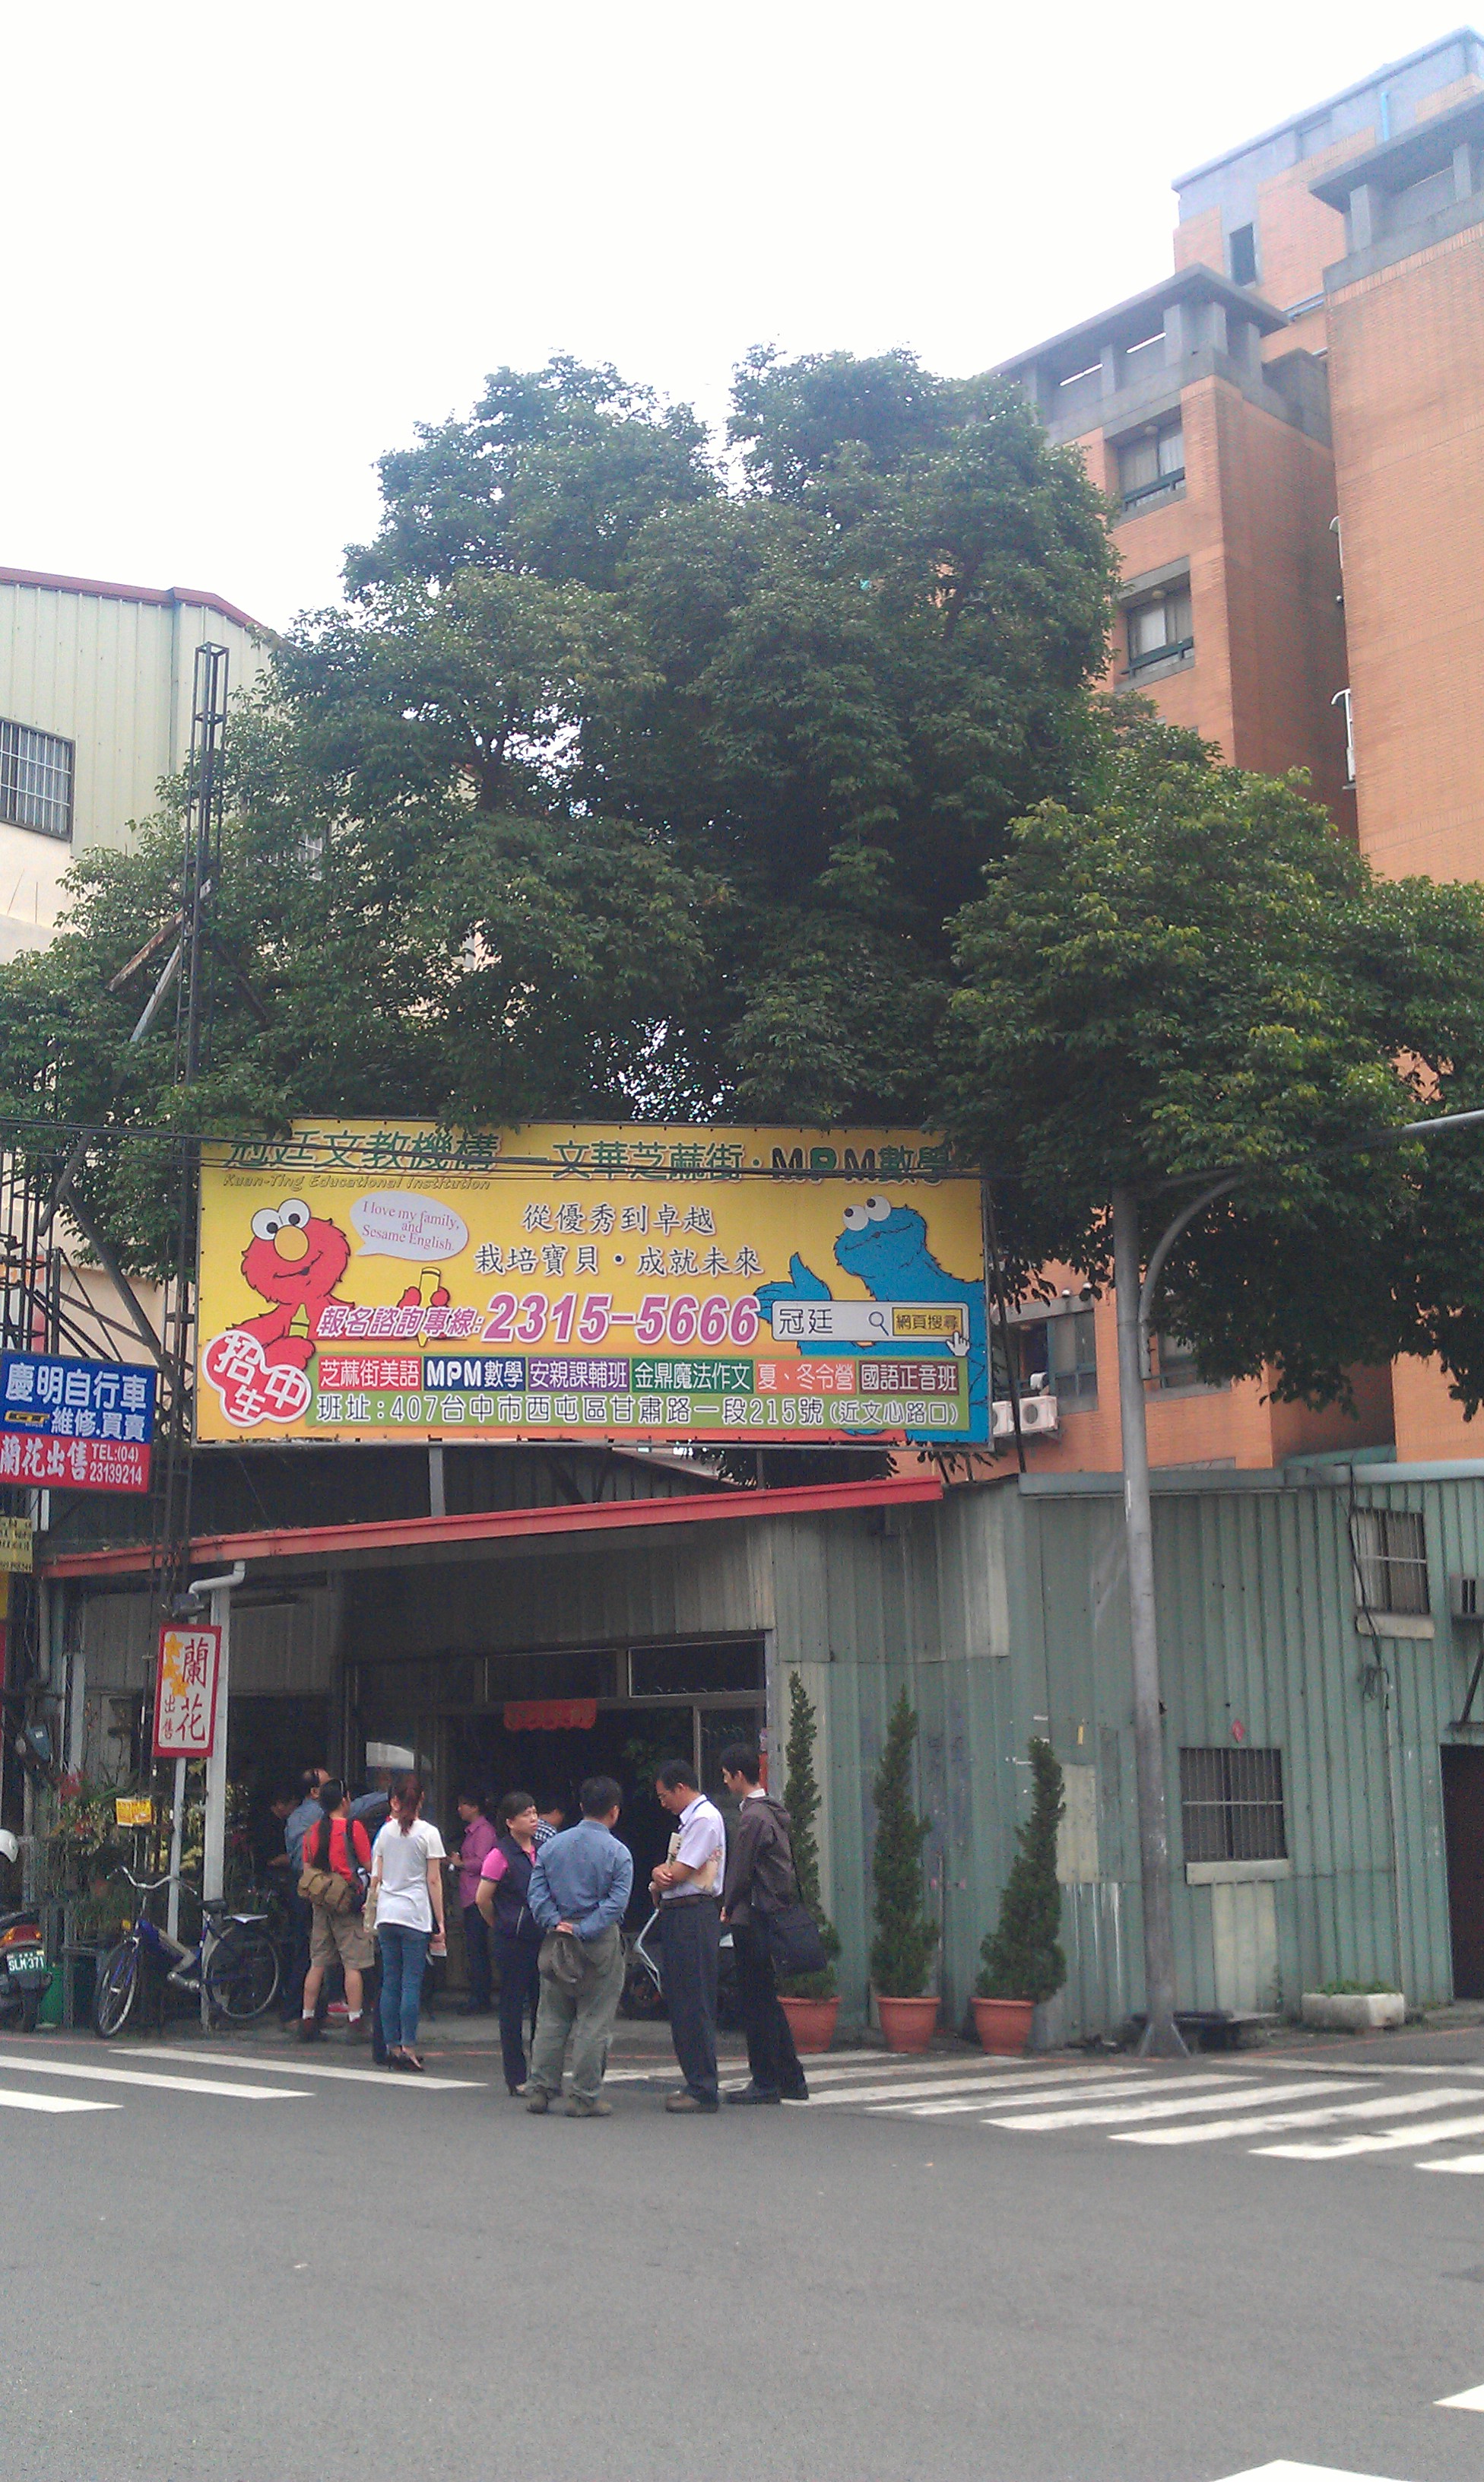 冠廷文教機構 文華芝蔴街·MPM數學
Kuan-Ting Educational Institution
I love my family,
and
Sesame English.
從優秀到卓越
栽培寶貝·成就未來
報名諮詢專線:2315-5666
冠廷 網頁搜尋
招生中
芝蔴街美語 MPM數學 安親課輔班 金鼎魔法作文 夏、冬令營 國語正音班
班址:407台中市西屯區甘肅路一段215號(近文心路口)
慶明自行車
維修.買賣
蘭花出售 TEL:(04)
23139214
蘭花
出售
SLM-371